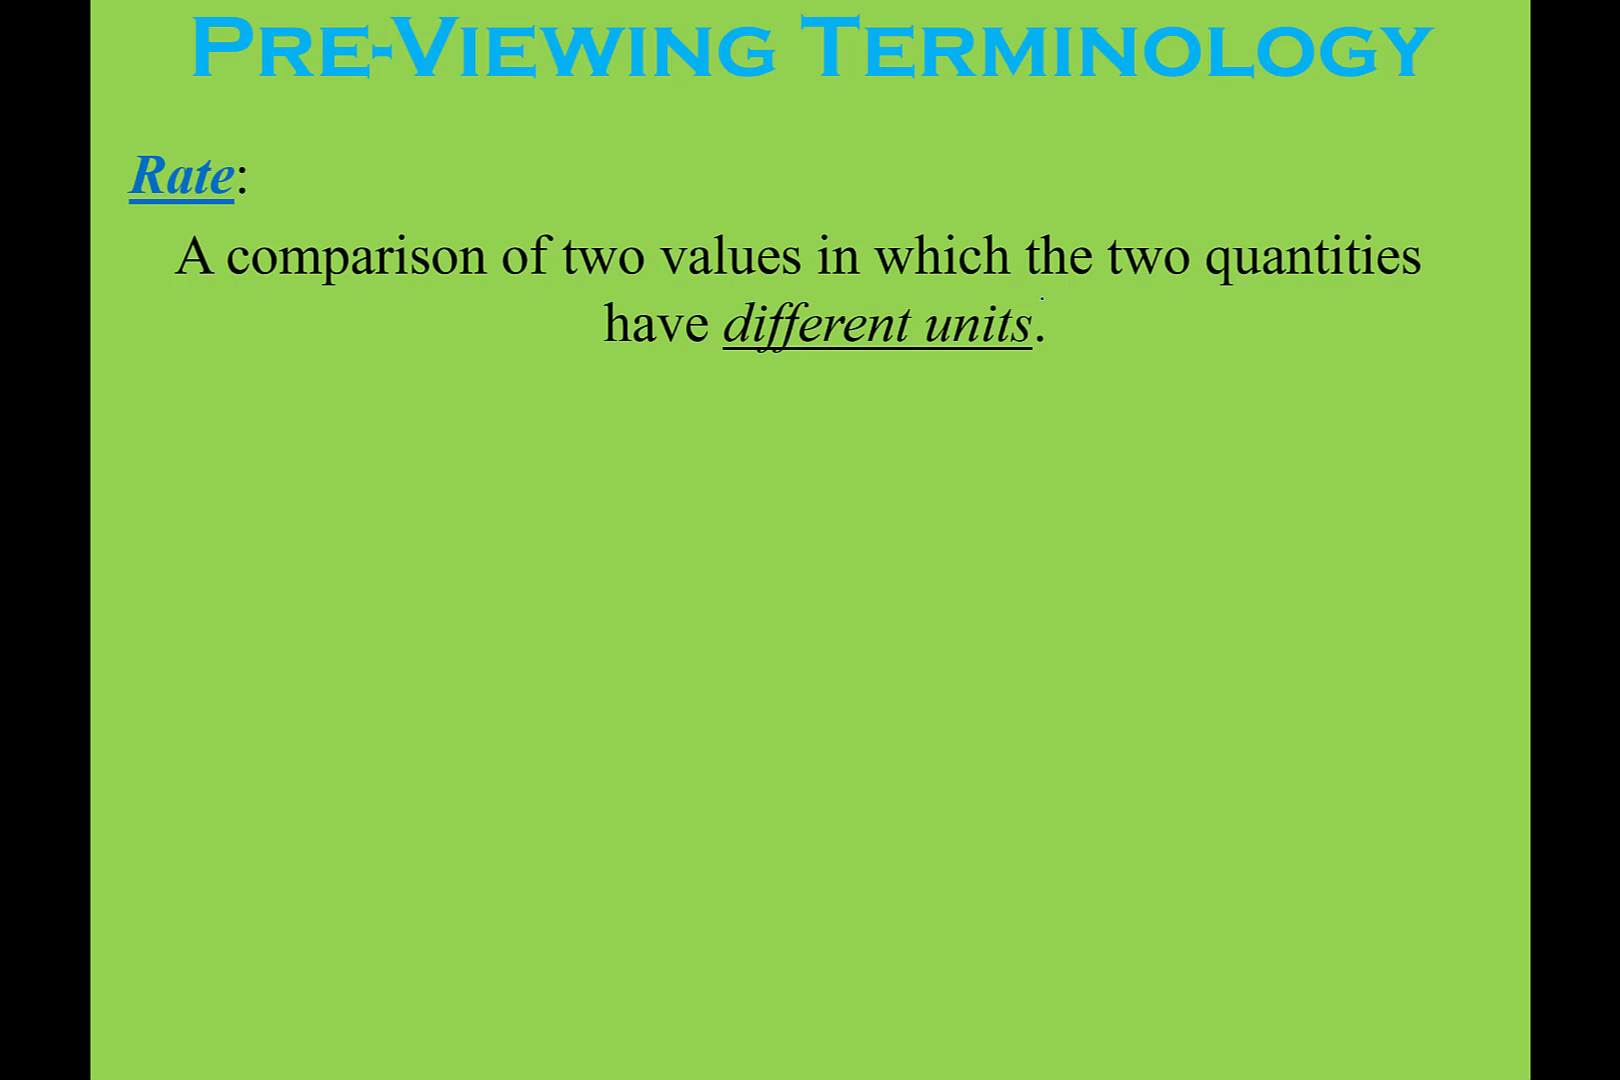 PRE-VIEWING TERMINOLOGY
Rate:
A comparison of two values in which the two quantities
have different units.